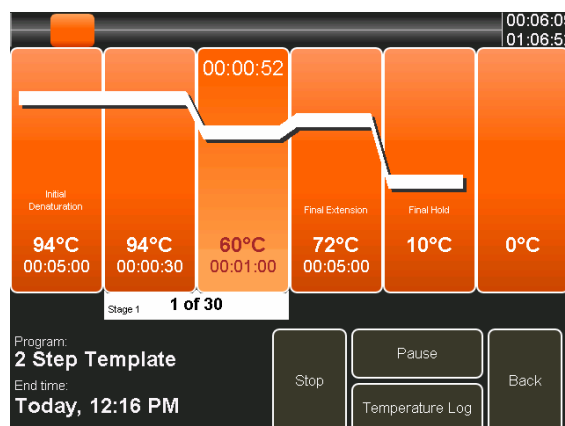 00:06:0
01:06:5
00:00:52
Initial
Denaturation
Final Extension
Final Hold
94°C
94°C
60°C
72°C
10°C
0°C
00:05:00
00:00:30
00:01:00
00:05:00
Stage 1
1 of 30
Program:
2 Step Template
End time:
Today, 12:16 PM
Stop
Pause
Temperature Log
Back